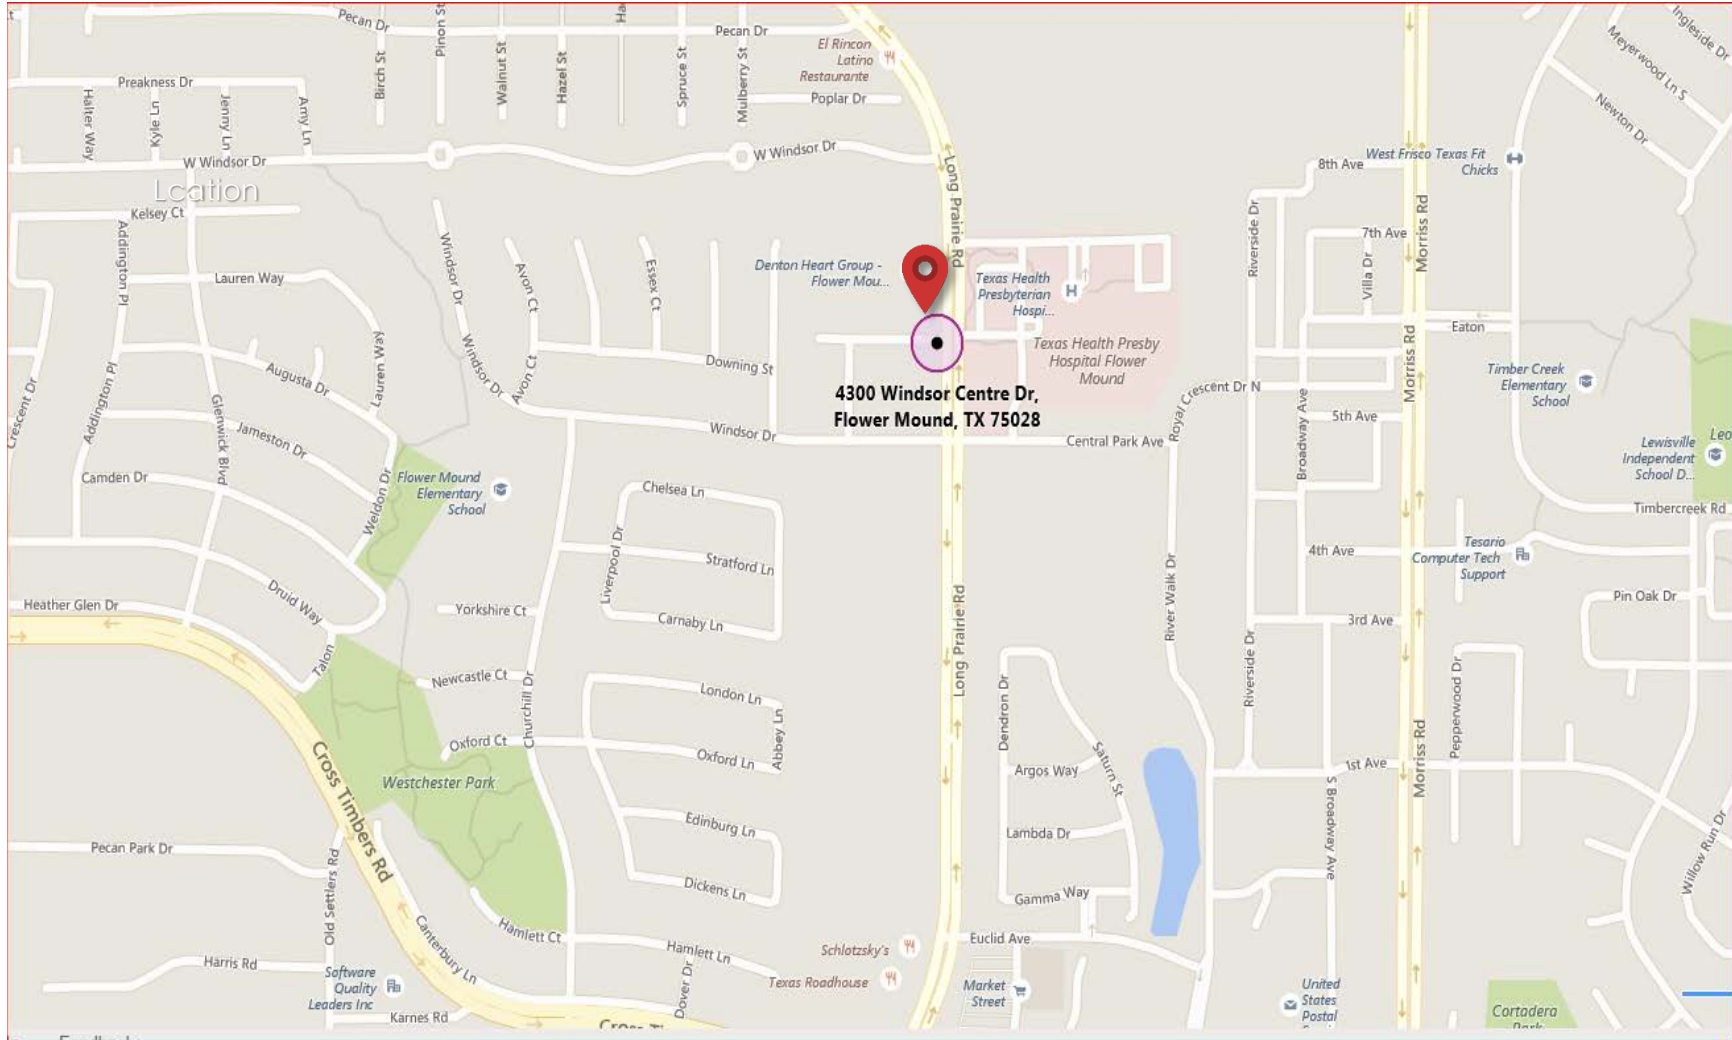 Pecan Dr
Pinon St
Pecan Dr
El Rincon
Latino
Restaurante
Ingleside Dr
Meyerwood Ln S
Birch St
Walnut St
Hazel St
Spruce St
Mulberry St
Preakness Dr
Poplar Dr
Newton Dr
Halter Way
Kyle Ln
Jenny Ln
Amy Ln
W Windsor Dr
W Windsor Dr
8th Ave
West Frisco Texas Fit
Chicks
Lcation
Long Prairie Rd
Kelsey Ct
Addington Pl
Riverside Dr
Morriss Rd
7th Ave
Windsor Dr
Avon Ct
Essex Ct
Denton Heart Group -
Flower Mou...
Texas Health
Presbyterian
Hospi...
Villa Dr
Lauren Way
Eaton
Lauren Way
Windsor Dr
Avon Ct
Downing St
Texas Health Presby
Hospital Flower
Mound
Morriss Rd
Timber Creek
Elementary
School
Augusta Dr
Addington Pl
Crescent Dr
4300 Windsor Centre Dr,
Flower Mound, TX 75028
Royal Crescent Dr N
5th Ave
Broadway Ave
Glenwick Blvd
Jameston Dr
Windsor Dr
Central Park Ave
Lewisville
Independent
School D...
Leo
Camden Dr
Weldon Dr
Flower Mound
Elementary
School
Chelsea Ln
Timbercreek Rd
Liverpool Dr
Stratford Ln
4th Ave
Tesario
Computer Tech
Support
River Walk Dr
Druid Way
Heather Glen Dr
Yorkshire Ct
Carnaby Ln
Long Prairie Rd
3rd Ave
Pin Oak Dr
Talon
Newcastle Ct
Churchill Dr
London Ln
Abbey Ln
Dendron Dr
Riverside Dr
Pepperwood Dr
Oxford Ct
Oxford Ln
Saturn St
Argos Way
1st Ave
Morriss Rd
Cross Timbers Rd
Westchester Park
Edinburg Ln
Lambda Dr
S Broadway Ave
Pecan Park Dr
Old Settlers Rd
Dickens Ln
Gamma Way
Willow Run Dr
Canterbury Ln
Hamlett Ct
Hamlett Ln
Schlotzsky's
Euclid Ave
Harris Rd
Software
Quality
Leaders Inc
Dover Dr
Texas Roadhouse
Market
Street
United
States
Postal
Karnes Rd
Cortadera